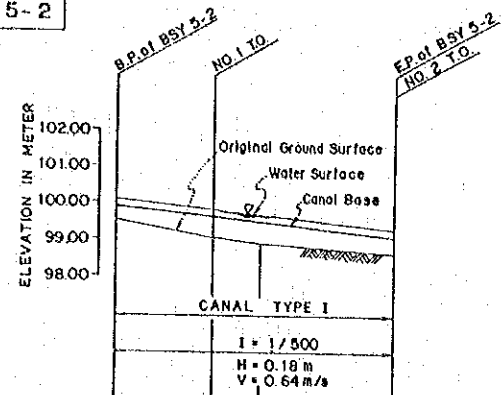 5-2
B.P. of BSY 5-2
NO. 1 T.O.
E.P. of BSY 5-2
NO. 2 T.O.
ELEVATION IN METER
102.00
101.00
100.00
99.00
98.00
Original Ground Surface
Water Surface
Canal Base
CANAL TYPE I
I = 1/500
H = 0.18 m
V = 0.64 m/s